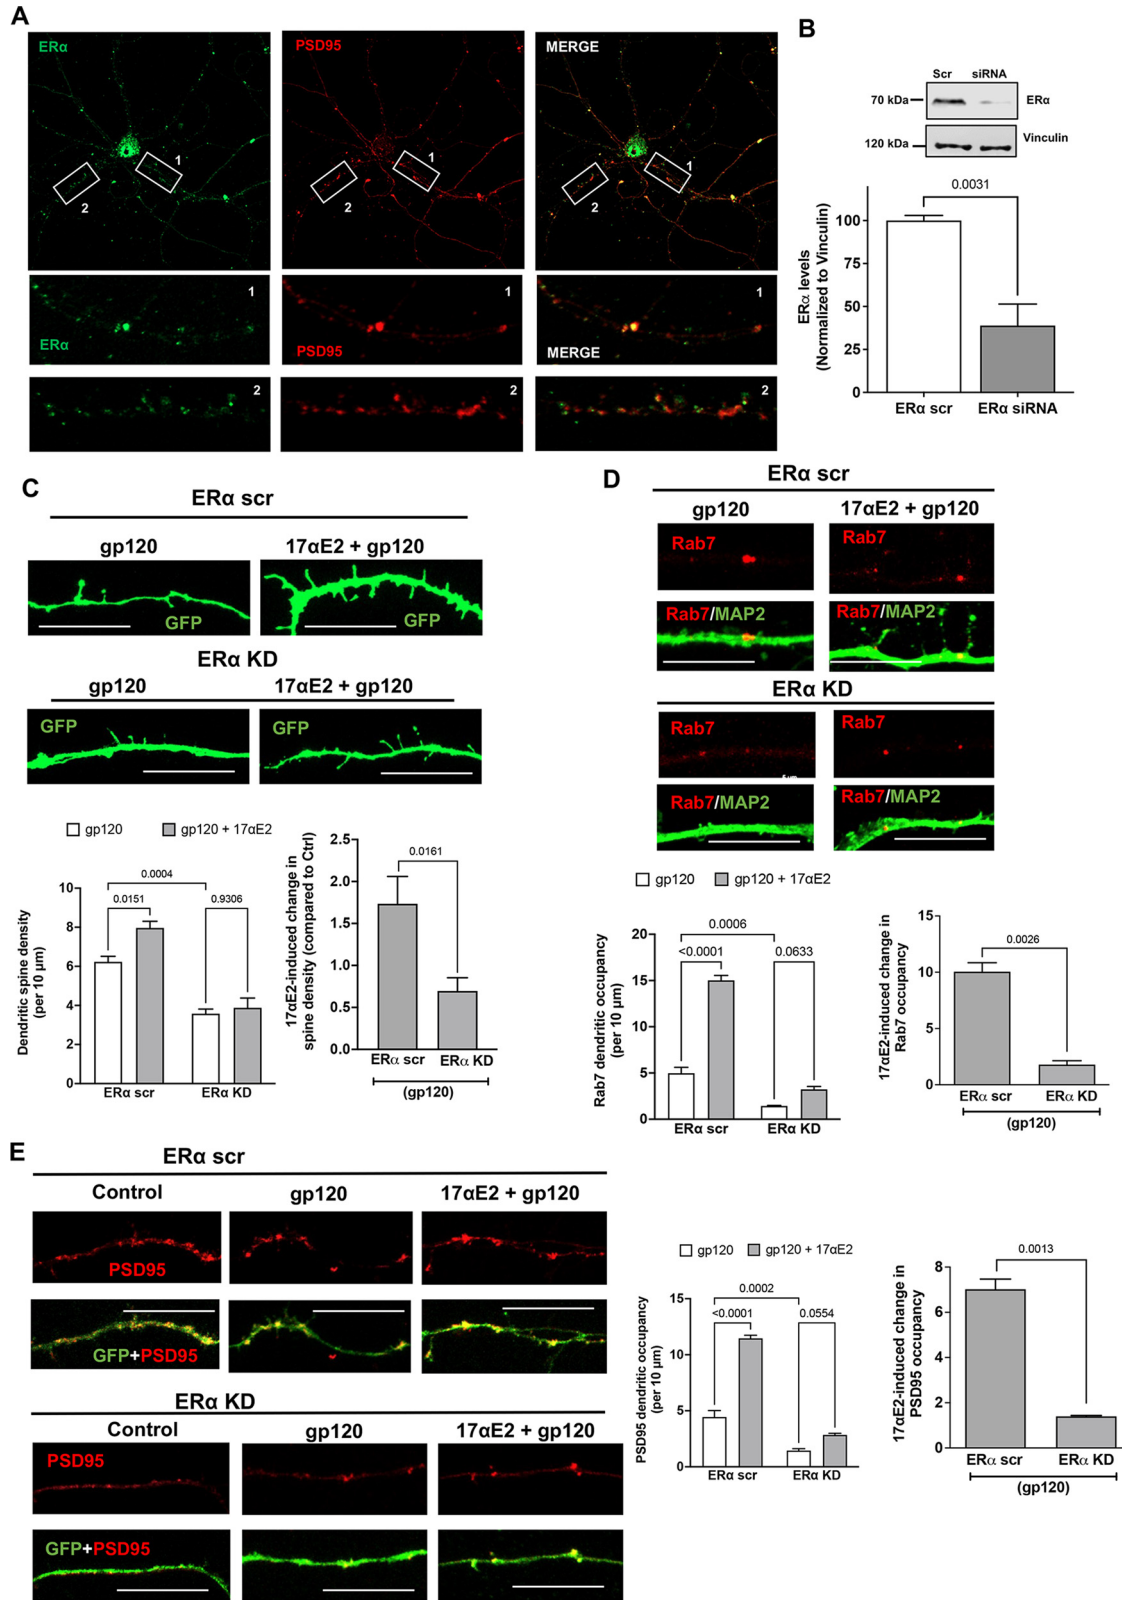 A
ERα
PSD95
MERGE
1
2
1
2
1
2
1
ERα
1
PSD95
1
MERGE
2
2
2
B
Scr siRNA
70 kDa
ERα
120 kDa
Vinculin
0.0031
ERα levels
(Normalized to Vinculin)
100
75
50
25
0
ERα scr
ERα siRNA
C
ERα scr
gp120
17αE2 + gp120
GFP
GFP
ERα KD
gp120
17αE2 + gp120
GFP
GFP
gp120
gp120 + 17αE2
Dendritic spine density
(per 10 µm)
10
8
6
4
2
0
0.0004
0.0151
0.9306
ERα scr
ERα KD
17αE2-induced change in
spine density (compared to Ctrl)
2.5
2.0
1.5
1.0
0.5
0.0
0.0161
ERα scr
ERα KD
(gp120)
D
ERα scr
gp120
17αE2 + gp120
Rab7
Rab7
Rab7/MAP2
Rab7/MAP2
ERα KD
Rab7
Rab7
5 µm
Rab7/MAP2
Rab7/MAP2
gp120
gp120 + 17αE2
Rab7 dendritic occupancy
(per 10 µm)
20
15
10
5
0
0.0006
<0.0001
0.0633
ERα scr
ERα KD
17αE2-induced change in
Rab7 occupancy
15
10
5
0
0.0026
ERα scr
ERα KD
(gp120)
E
ERα scr
Control
gp120
17αE2 + gp120
PSD95
GFP+PSD95
ERα KD
Control
gp120
17αE2 + gp120
PSD95
GFP+PSD95
gp120
gp120 + 17αE2
PSD95 dendritic occupancy
(per 10 µm)
15
10
5
0
0.0002
<0.0001
0.0554
ERα scr
ERα KD
17αE2-induced change in
PSD95 occupancy
8
6
4
2
0
0.0013
ERα scr
ERα KD
(gp120)